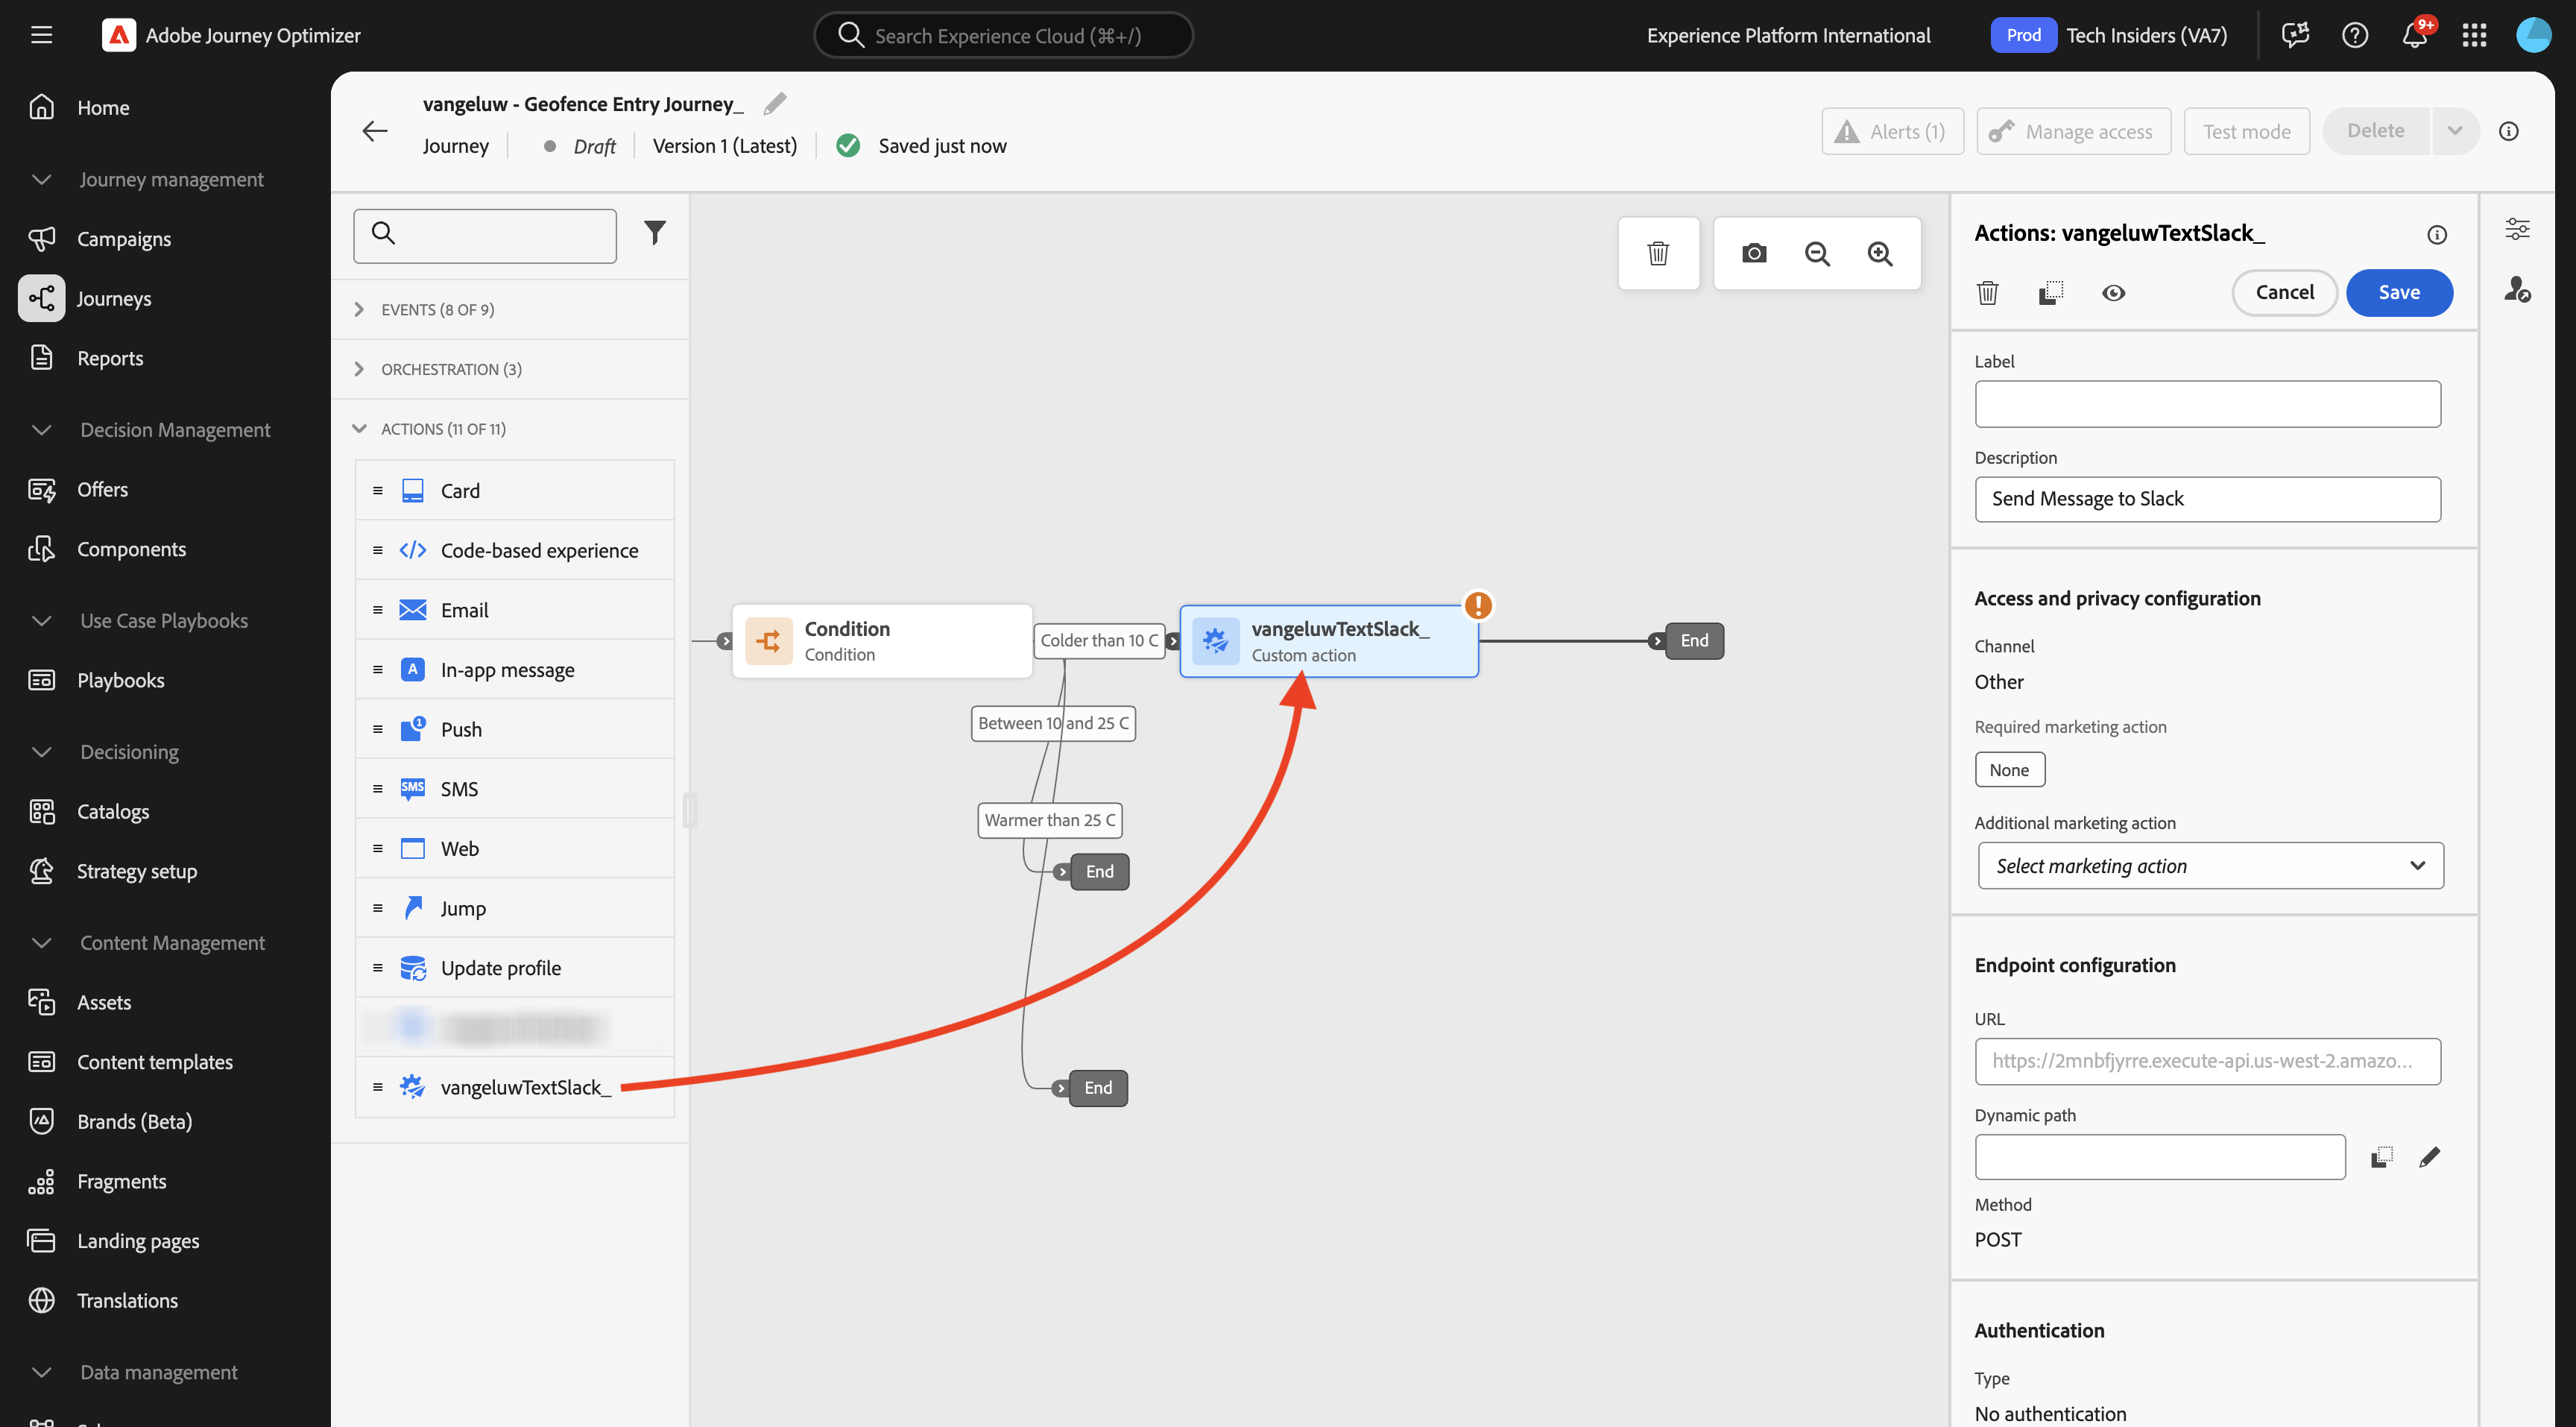 Adobe Journey Optimizer
Search Experience Cloud (⌘+/)
Experience Platform International
Prod
Tech Insiders (VA7)
9+
Home
Journey management
Campaigns
Journeys
Reports
Decision Management
Offers
Components
Use Case Playbooks
Playbooks
Decisioning
Catalogs
Strategy setup
Content Management
Assets
Content templates
Brands (Beta)
Fragments
Landing pages
Translations
Data management
vangeluw - Geofence Entry Journey_
Journey
Draft
Version 1 (Latest)
Saved just now
Alerts (1)
Manage access
Test mode
Delete
EVENTS (8 OF 9)
ORCHESTRATION (3)
ACTIONS (11 OF 11)
Card
Code-based experience
Email
In-app message
Push
SMS
SMS
Web
Jump
Update profile
vangeluwTextSlack_
Condition
Condition
Colder than 10 C
vangeluwTextSlack_
Custom action
End
Between 10 and 25 C
Warmer than 25 C
End
End
Actions: vangeluwTextSlack_
Cancel
Save
Label
Description
Send Message to Slack
Access and privacy configuration
Channel
Other
Required marketing action
None
Additional marketing action
Select marketing action
Endpoint configuration
URL
https://2mnbfjyrre.execute-api.us-west-2.amazo...
Dynamic path
Method
POST
Authentication
Type
No authentication